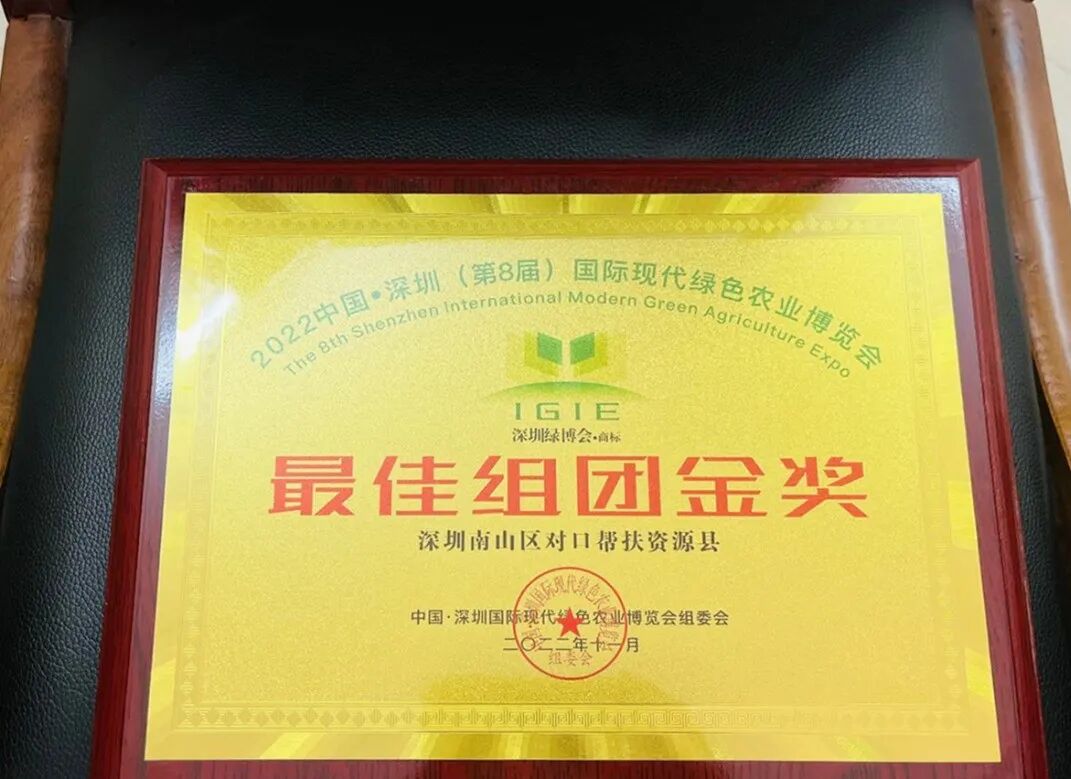 2022中国•深圳（第8届）国际现代绿色农业博览会
The 8th Shenzhen International Modern Green Agriculture Expo
IGIE
深圳绿博会•商标
最佳组团金奖
深圳南山区对口帮扶资源县
中国·深圳国际现代绿色农业博览会组委会
二〇二二年十一月
组委会